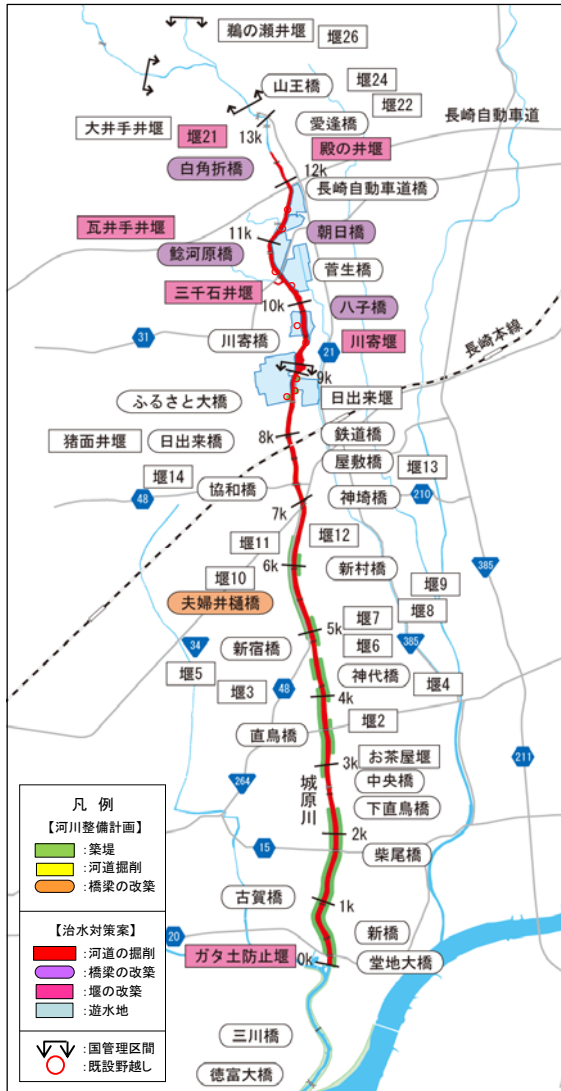 鵜の瀬井堰
堰26
山王橋
堰24
堰22
大井手井堰
堰21
愛逢橋
長崎自動車道
13k
殿の井堰
白角折橋
12k
長崎自動車道橋
瓦井手井堰
11k
朝日橋
鯰河原橋
菅生橋
三千石井堰
10k
八子橋
31
川寄橋
21
川寄堰
長崎本線
9k
ふるさと大橋
日出来堰
猪面井堰
日出来橋
8k
鉄道橋
屋敷橋
堰14
堰13
48
協和橋
7k
神埼橋
210
堰11
堰12
6k
新村橋
385
堰10
堰9
夫婦井樋橋
堰7
堰8
5k
34
新宿橋
堰6
385
堰5
神代橋
堰3
48
4k
堰4
堰2
直鳥橋
お茶屋堰
211
3k
城原川
中央橋
264
下直鳥橋
2k
15
柴尾橋
古賀橋
1k
20
新橋
ガタ土防止堰
0k
堂地大橋
三川橋
徳富大橋
凡 例
【河川整備計画】
:築堤
:河道掘削
:橋梁の改築
【治水対策案】
:河道の掘削
:橋梁の改築
:堰の改築
:遊水地
:国管理区間
:既設野越し